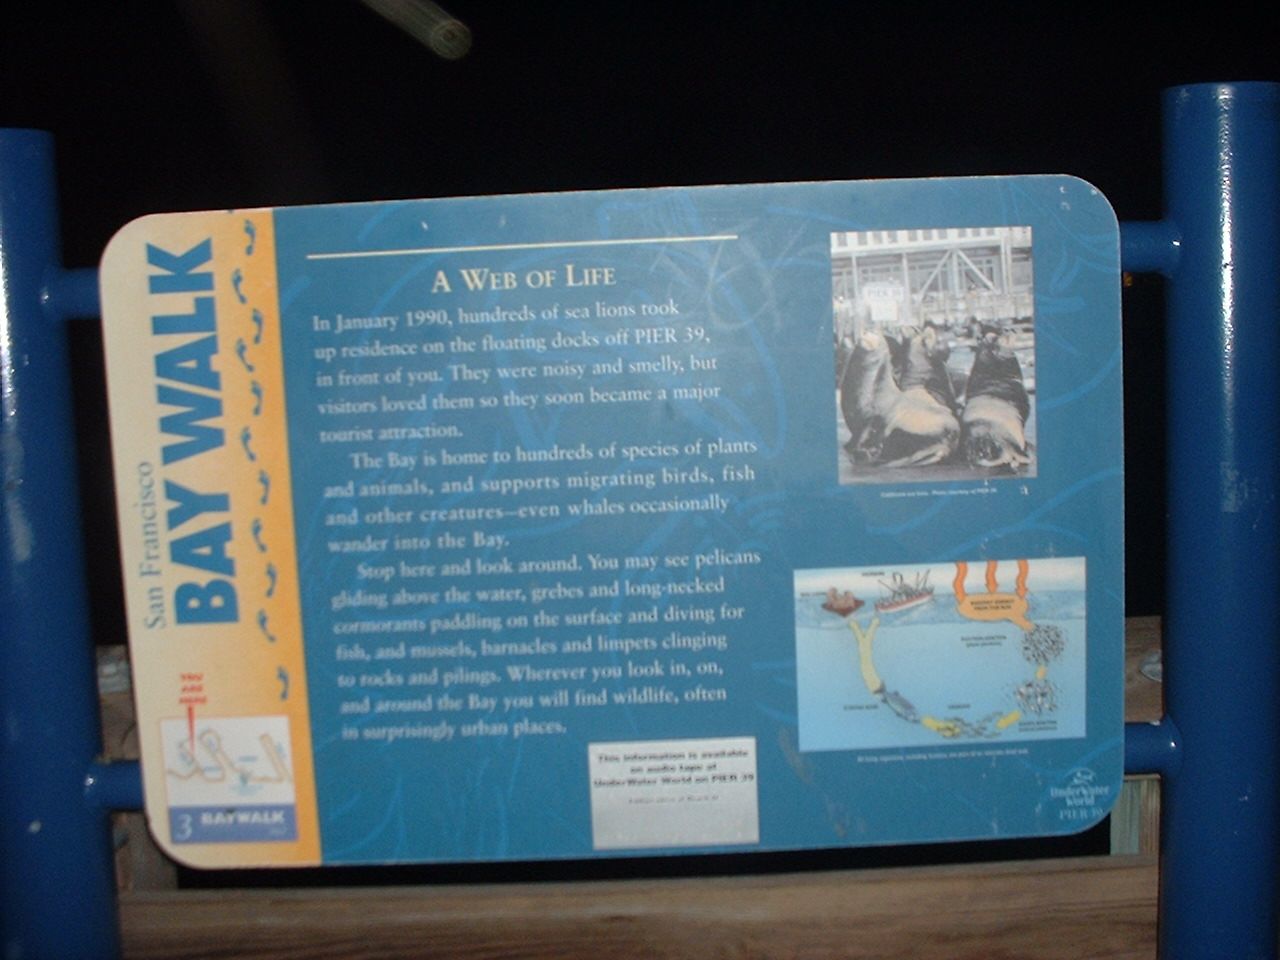 San Francisco
BAY WALK
YOU
ARE
HERE
3 BAYWALK
A WEB OF LIFE
In January 1990, hundreds of sea lions took
up residence on the floating docks off PIER 39,
in front of you. They were noisy and smelly, but
visitors loved them so they soon became a major
tourist attraction.
The Bay is home to hundreds of species of plants
and animals, and supports migrating birds, fish
and other creatures—even whales occasionally
wander into the Bay.
Stop here and look around. You may see pelicans
gliding above the water, grebes and long-necked
cormorants paddling on the surface and diving for
fish, and mussels, barnacles and limpets clinging
to rocks and pilings. Wherever you look in, on,
and around the Bay you will find wildlife, often
in surprisingly urban places.
This information is available
on audio tape at
UnderWater World on PIER 39
PIER 39
UnderWater
World
PIER 39